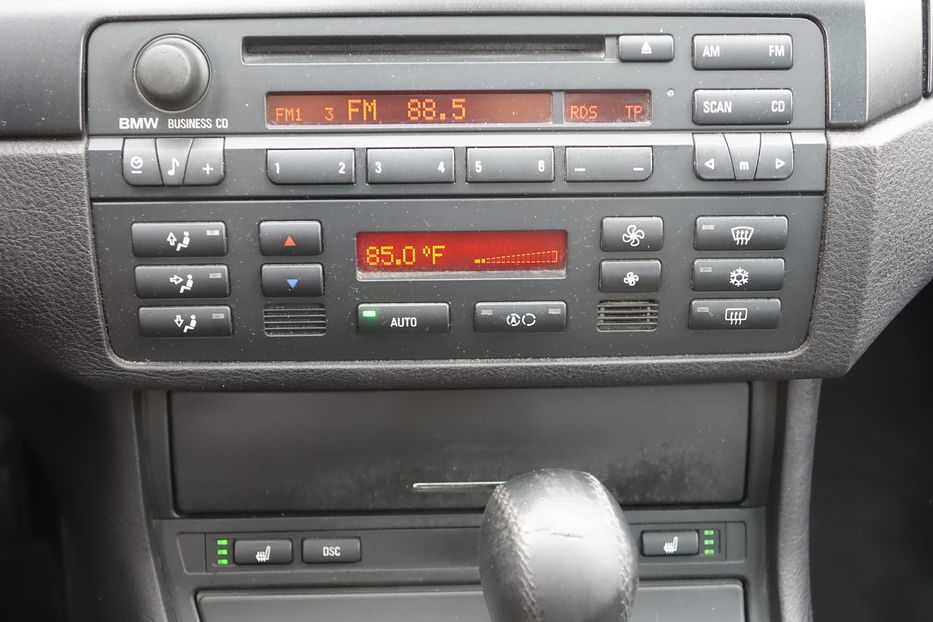 AM FM
FM1 3 FM 88.5 RDS TP
SCAN CD
BMW BUSINESS CD
+
1 2 3 4 5 6 – –
m
85.0 °F
AUTO
A
DSC